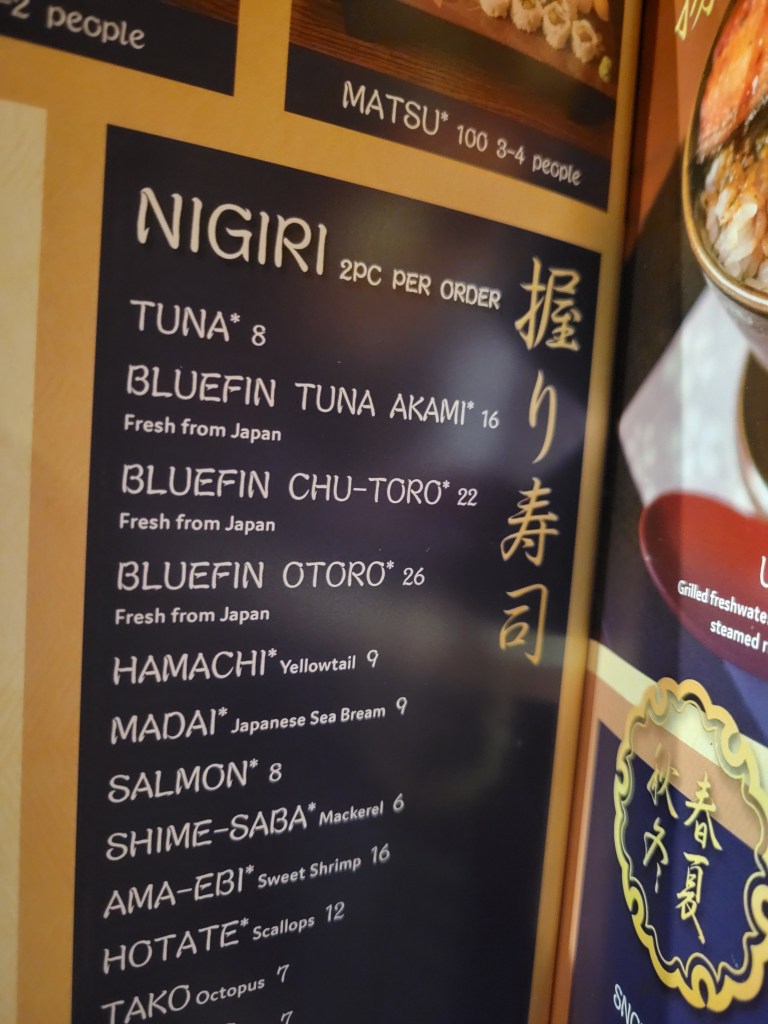 -2 people
MATSU* 100 3-4 people
NIGIRI 2PC PER ORDER
握り寿司
TUNA* 8
BLUEFIN TUNA AKAMI* 16
Fresh from Japan
BLUEFIN CHU-TORO* 22
Fresh from Japan
BLUEFIN OTORO* 26
Fresh from Japan
HAMACHI* Yellowtail 9
MADAI* Japanese Sea Bream 9
SALMON* 8
SHIME-SABA* Mackerel 6
AMA-EBI* Sweet Shrimp 16
HOTATE* Scallops 12
TAKO Octopus 7
7
Grilled
steamed
春夏
秋冬